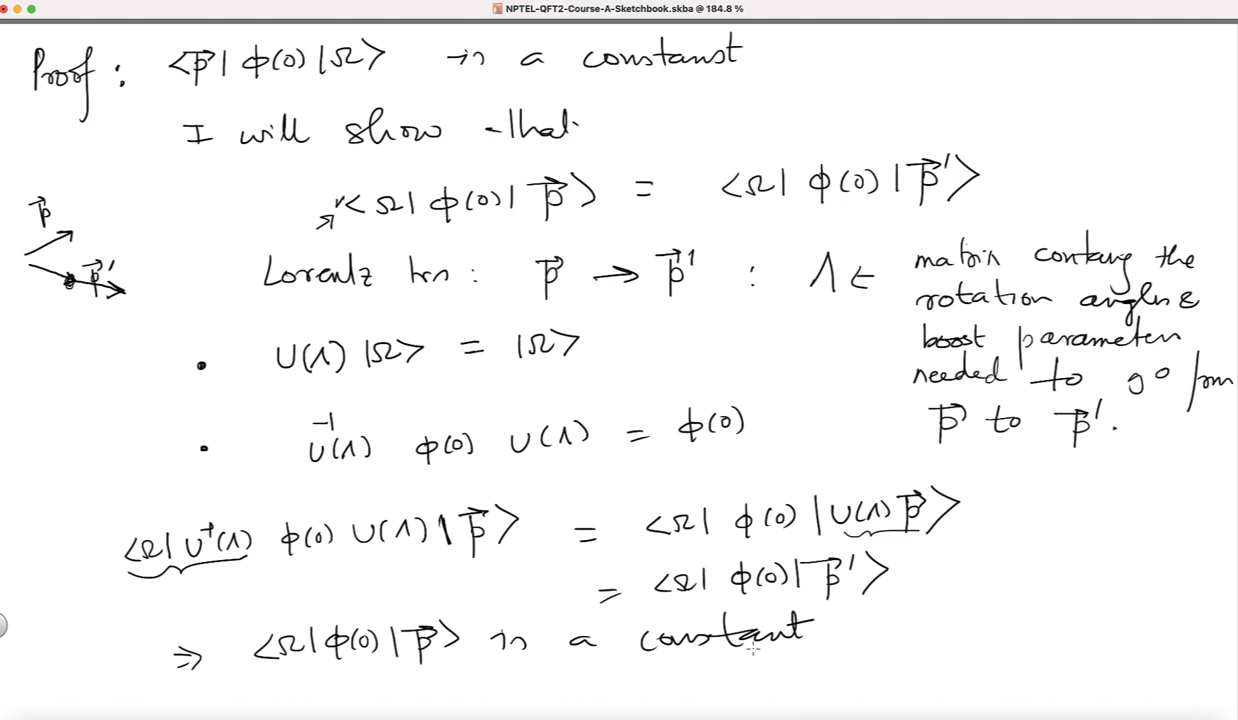 NPTEL-QFT2-Course-A-Sketchbook.skba @ 184.8 %
Proof : <p⃗| ϕ(0) |Ω> is a constant
I will show that
<Ω| ϕ(0) | p⃗ > = <Ω| ϕ(0) | p⃗′ >
p⃗
p⃗′
Lorentz trn : p⃗ → p⃗′ : Λ ∈ matrix containg the
rotation angles &
boost parameters
needed to go from
p⃗ to p⃗′.
• U(Λ) |Ω> = |Ω>
• U⁻¹(Λ) ϕ(0) U(Λ) = ϕ(0)
<Ω| U⁺(Λ) ϕ(0) U(Λ) | p⃗ > = <Ω| ϕ(0) | U(Λ) p⃗ >
= <Ω| ϕ(0) | p⃗′ >
⇒ <Ω| ϕ(0) | p⃗ > is a constant